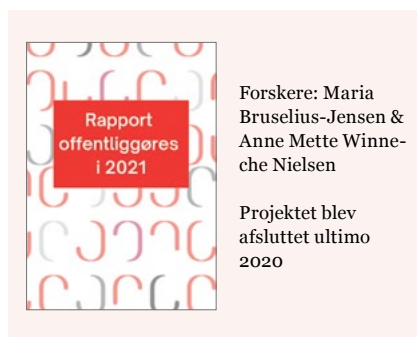 Rapport
offentliggøres
i 2021
Forskere: Maria
Bruselius-Jensen &
Anne Mette Winne-
che Nielsen
Projektet blev
afsluttet ultimo
2020